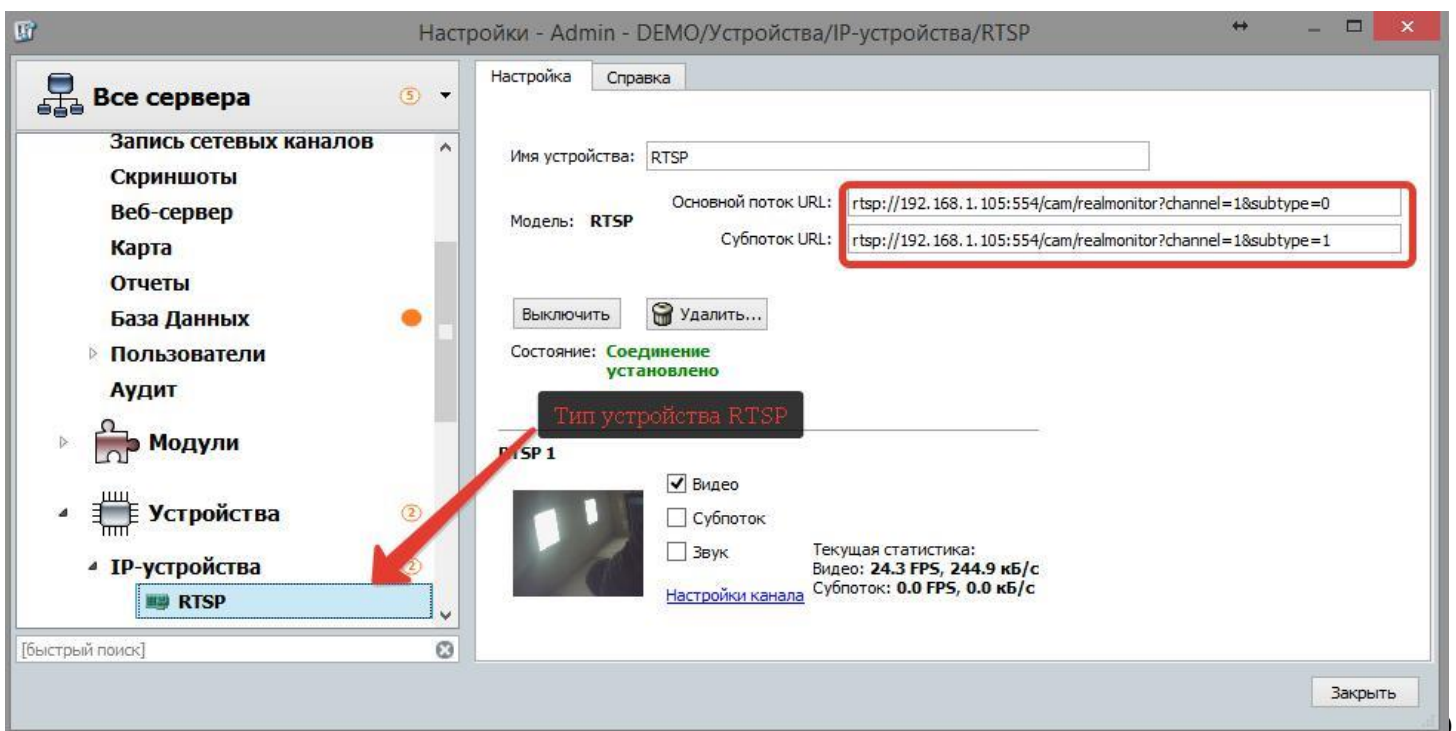 Настройки - Admin - DEMO/Устройства/IP-устройства/RTSP
Все сервера
5
Запись сетевых каналов
Скриншоты
Веб-сервер
Карта
Отчеты
База Данных
Пользователи
Аудит
Модули
Устройства
2
IP-устройства
2
RTSP
[быстрый поиск]
Настройка
Справка
Имя устройства:
RTSP
Модель: RTSP
Основной поток URL:
rtsp://192.168.1.105:554/cam/realmonitor?channel=1&subtype=0
Субпоток URL:
rtsp://192.168.1.105:554/cam/realmonitor?channel=1&subtype=1
Выключить
Удалить...
Состояние: Соединение
установлено
Тип устройства RTSP
RTSP 1
Видео
Субпоток
Звук
Настройки канала
Текущая статистика:
Видео: 24.3 FPS, 244.9 кБ/с
Субпоток: 0.0 FPS, 0.0 кБ/с
Закрыть